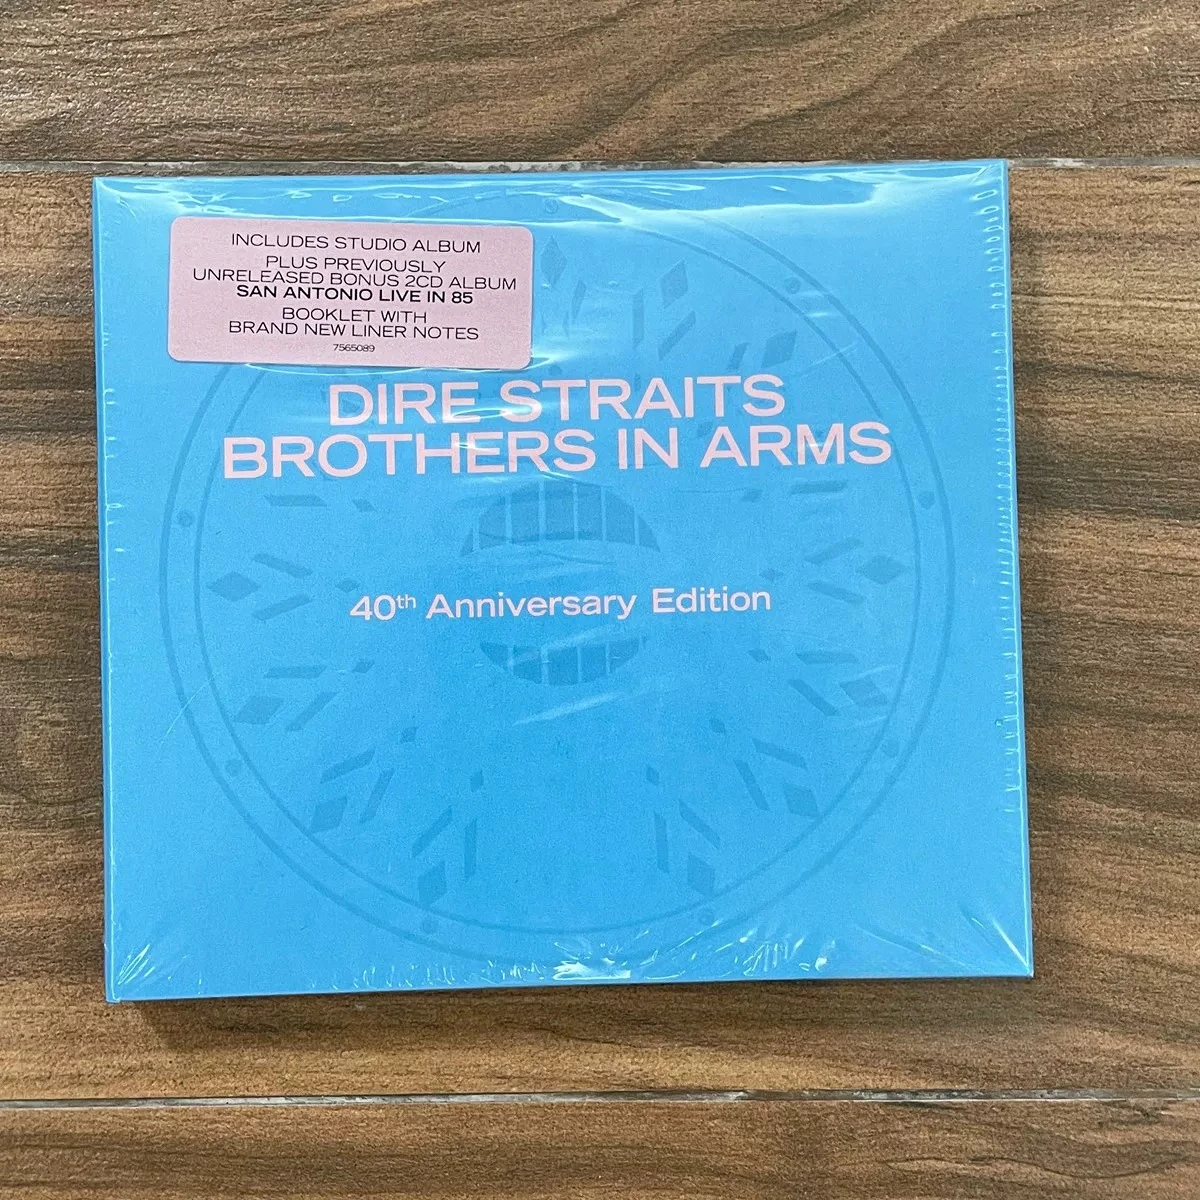 INCLUDES STUDIO ALBUM
PLUS PREVIOUSLY
UNRELEASED BONUS 2CD ALBUM
SAN ANTONIO LIVE IN 85
BOOKLET WITH
BRAND NEW LINER NOTES
7565089
DIRE STRAITS
BROTHERS IN ARMS
40th Anniversary Edition